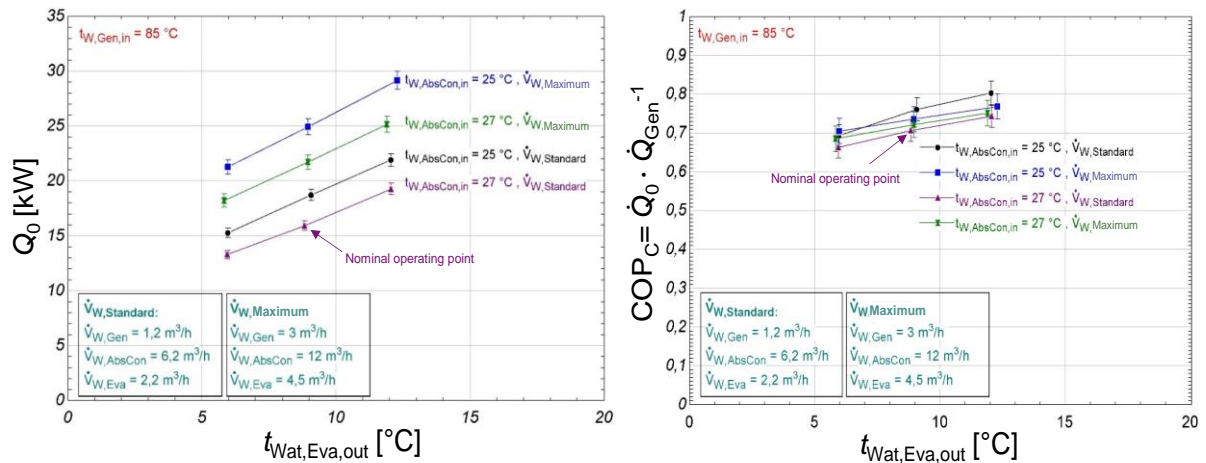 35
30
25
20
15
10
5
0
Q̇₀ [kW]
t_W,Gen,in = 85 °C
t_W,AbsCon,in = 25 °C , V̇_W,Maximum
t_W,AbsCon,in = 27 °C , V̇_W,Maximum
t_W,AbsCon,in = 25 °C , V̇_W,Standard
t_W,AbsCon,in = 27 °C , V̇_W,Standard
Nominal operating point
V̇_W,Standard:
V̇_W,Gen = 1,2 m³/h
V̇_W,AbsCon = 6,2 m³/h
V̇_W,Eva = 2,2 m³/h
V̇_W,Maximum
V̇_W,Gen = 3 m³/h
V̇_W,AbsCon = 12 m³/h
V̇_W,Eva = 4,5 m³/h
0 5 10 15 20
t_Wat,Eva,out [°C]
1
0,9
0,8
0,7
0,6
0,5
0,4
0,3
0,2
0,1
0
COP_C = Q̇₀ · Q̇_Gen⁻¹
t_W,Gen,in = 85 °C
Nominal operating point
t_W,AbsCon,in = 25 °C , V̇_W,Standard
t_W,AbsCon,in = 25 °C , V̇_W,Maximum
t_W,AbsCon,in = 27 °C , V̇_W,Standard
t_W,AbsCon,in = 27 °C , V̇_W,Maximum
V̇_W,Standard:
V̇_W,Gen = 1,2 m³/h
V̇_W,AbsCon = 6,2 m³/h
V̇_W,Eva = 2,2 m³/h
V̇_W,Maximum
V̇_W,Gen = 3 m³/h
V̇_W,AbsCon = 12 m³/h
V̇_W,Eva = 4,5 m³/h
0 5 10 15 20
t_Wat,Eva,out [°C]